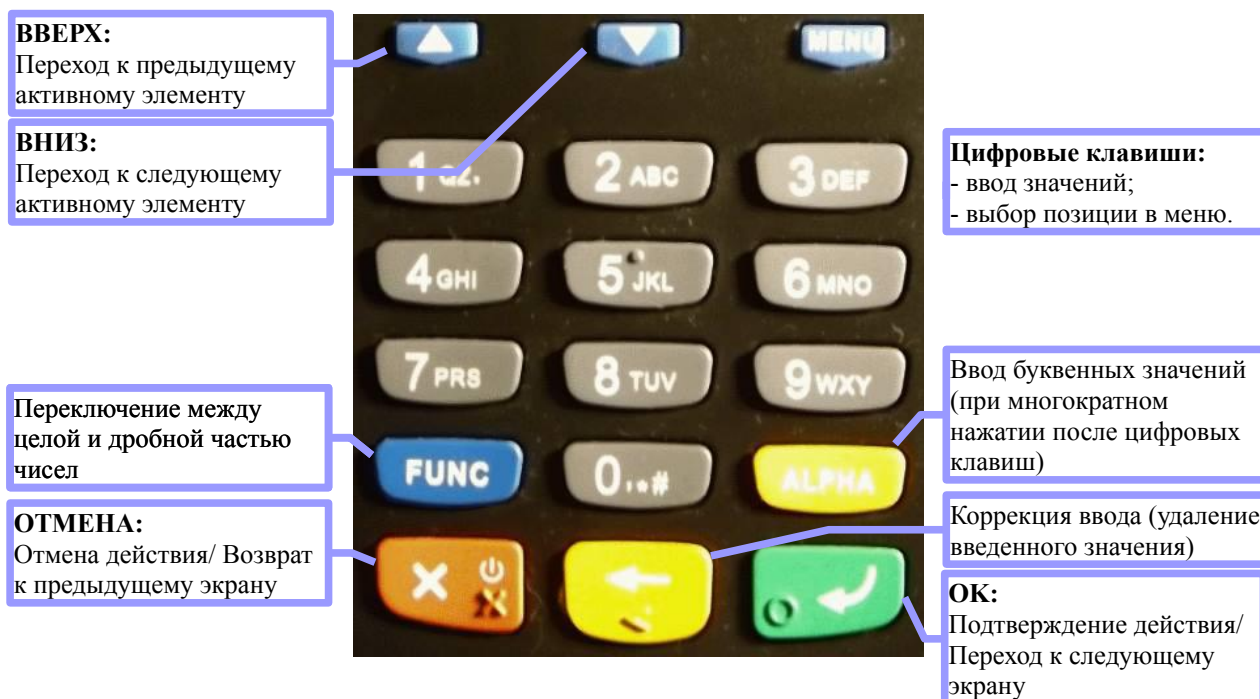 ВВЕРХ:
Переход к предыдущему
активному элементу
ВНИЗ:
Переход к следующему
активному элементу
Переключение между
целой и дробной частью
чисел
ОТМЕНА:
Отмена действия/ Возврат
к предыдущему экрану
MENU
1 QZ.
2 ABC
3 DEF
4 GHI
5 JKL
6 MNO
7 PRS
8 TUV
9 WXY
FUNC
0,*#
ALPHA
Цифровые клавиши:
- ввод значений;
- выбор позиции в меню.
Ввод буквенных значений
(при многократном
нажатии после цифровых
клавиш)
Коррекция ввода (удаление
введенного значения)
OK:
Подтверждение действия/
Переход к следующему
экрану